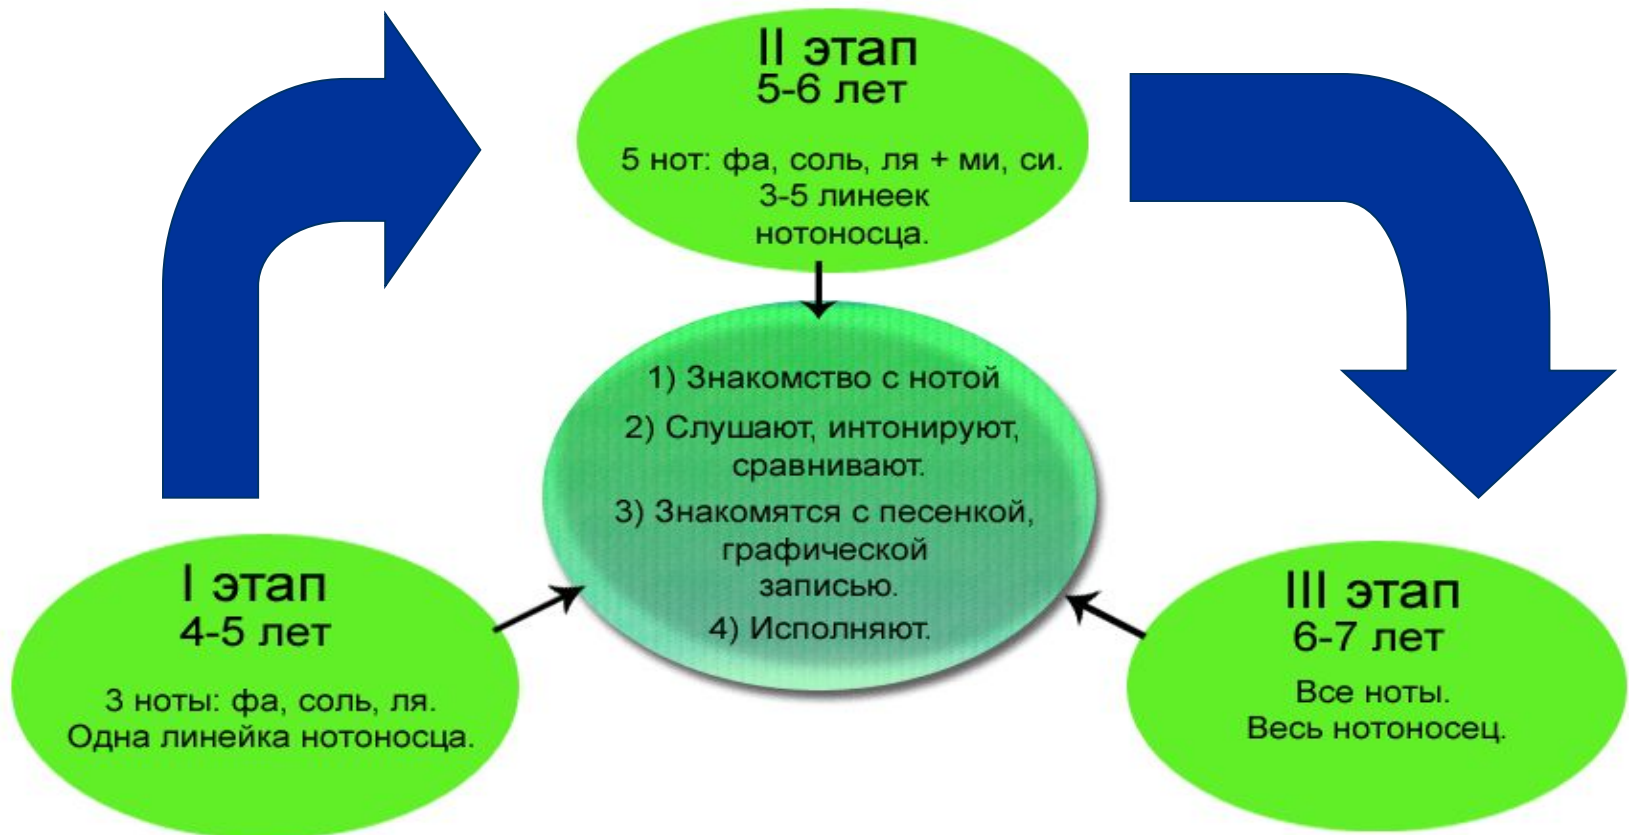 II этап
5-6 лет
5 нот: фа, соль, ля + ми, си.
3-5 линеек
нотоносца.
1) Знакомство с нотой
2) Слушают, интонируют,
сравнивают.
3) Знакомятся с песенкой,
графической
записью.
4) Исполняют.
I этап
4-5 лет
3 ноты: фа, соль, ля.
Одна линейка нотоносца.
III этап
6-7 лет
Все ноты.
Весь нотоносец.